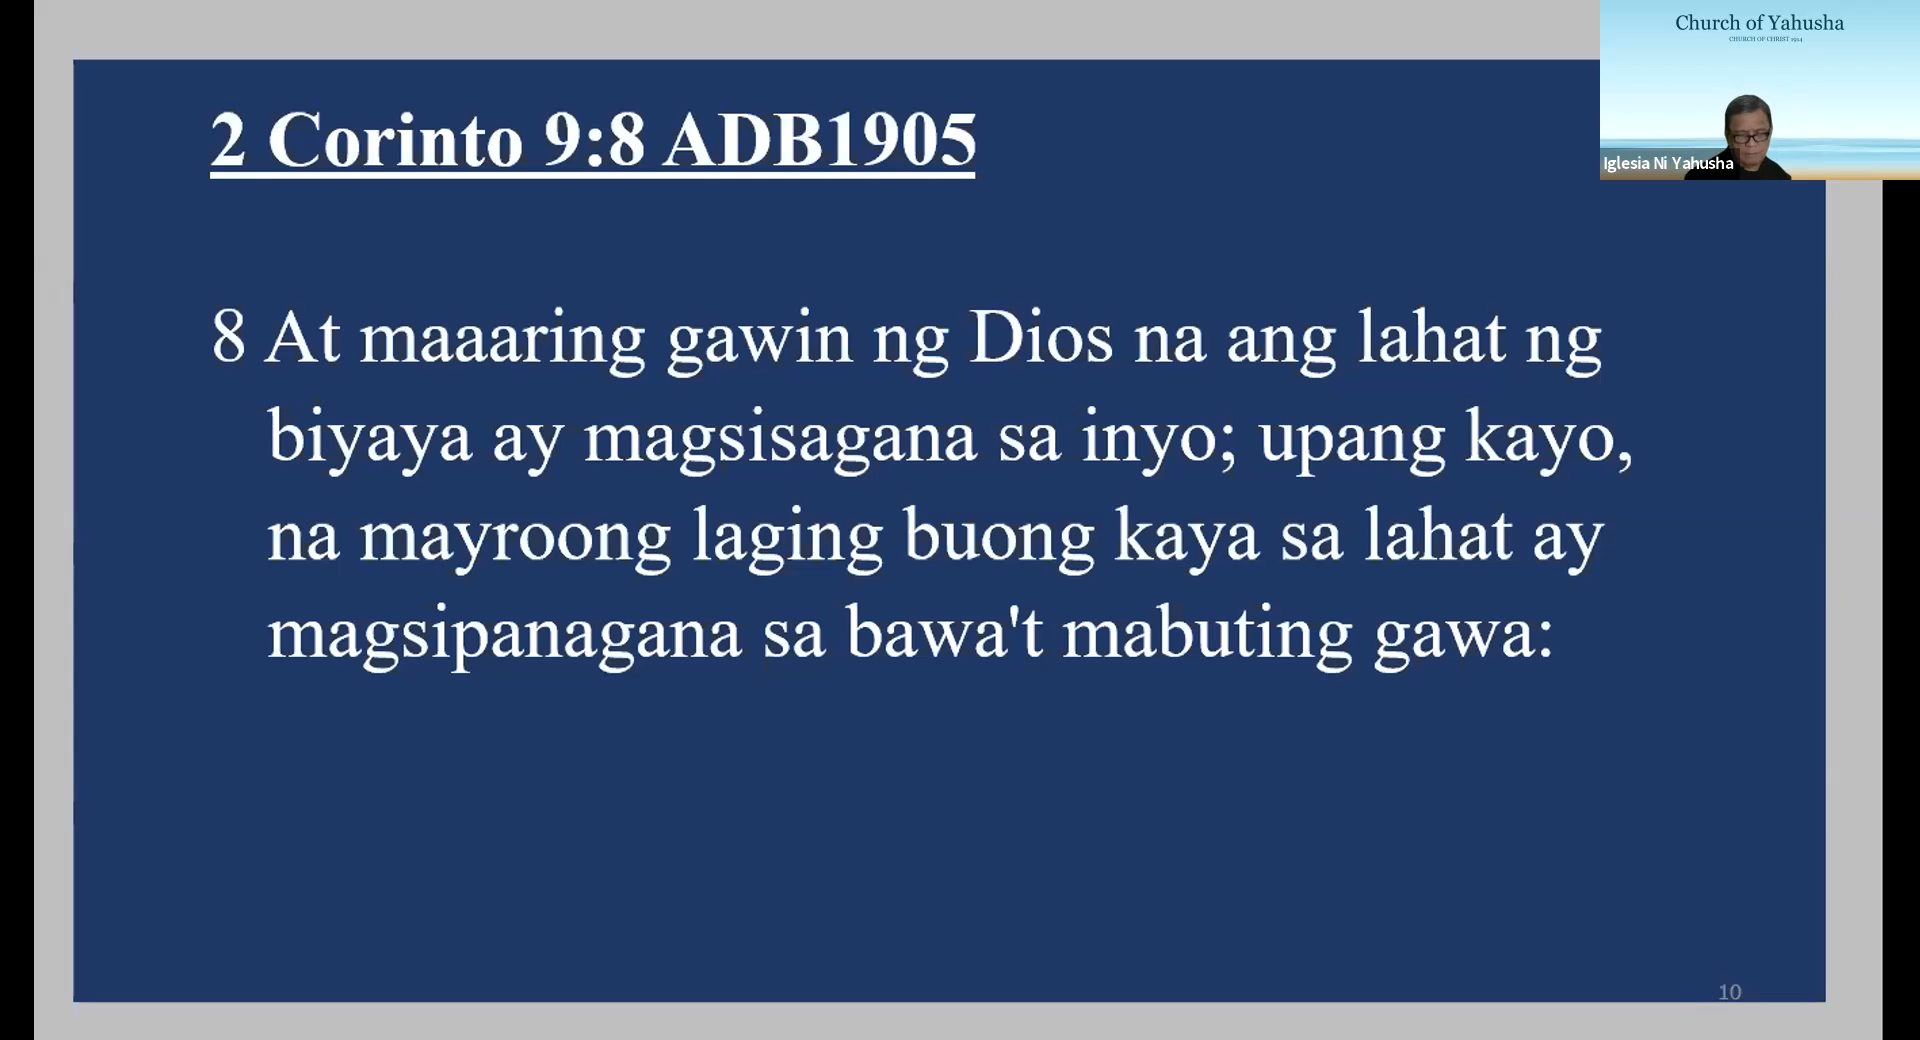 2 Corinto 9:8 ADB1905
8 At maaaring gawin ng Dios na ang lahat ng
biyaya ay magsisagana sa inyo; upang kayo,
na mayroong laging buong kaya sa lahat ay
magsipanagana sa bawa't mabuting gawa:
10
Church of Yahusha
CHURCH OF CHRIST 1914
Iglesia Ni Yahusha